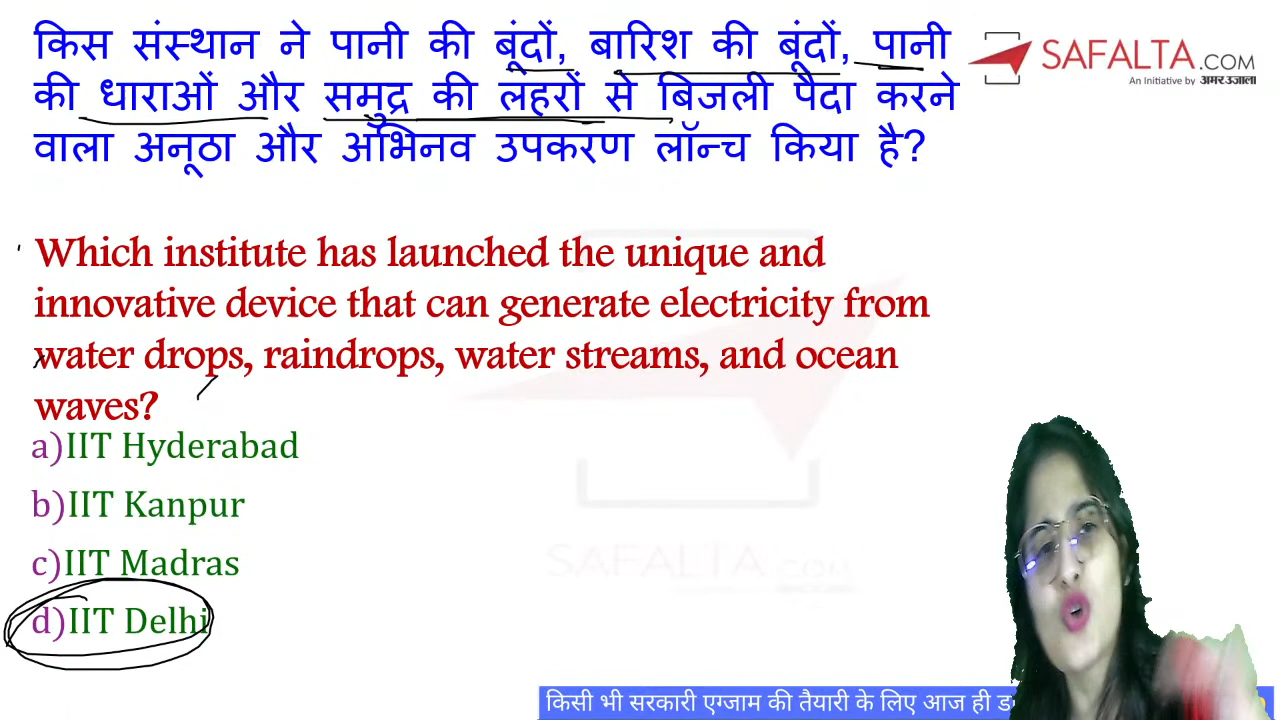 किस संस्थान ने पानी की बूंदों, बारिश की बूंदों, पानी
की धाराओं और समुद्र की लहरों से बिजली पैदा करने
वाला अनूठा और अभिनव उपकरण लॉन्च किया है?
SAFALTA.COM
An Initiative by अमर उजाला
Which institute has launched the unique and
innovative device that can generate electricity from
water drops, raindrops, water streams, and ocean
waves?
a)IIT Hyderabad
b)IIT Kanpur
c)IIT Madras
d)IIT Delhi
SAFALTA.COM
किसी भी सरकारी एग्जाम की तैयारी के लिए आज ही